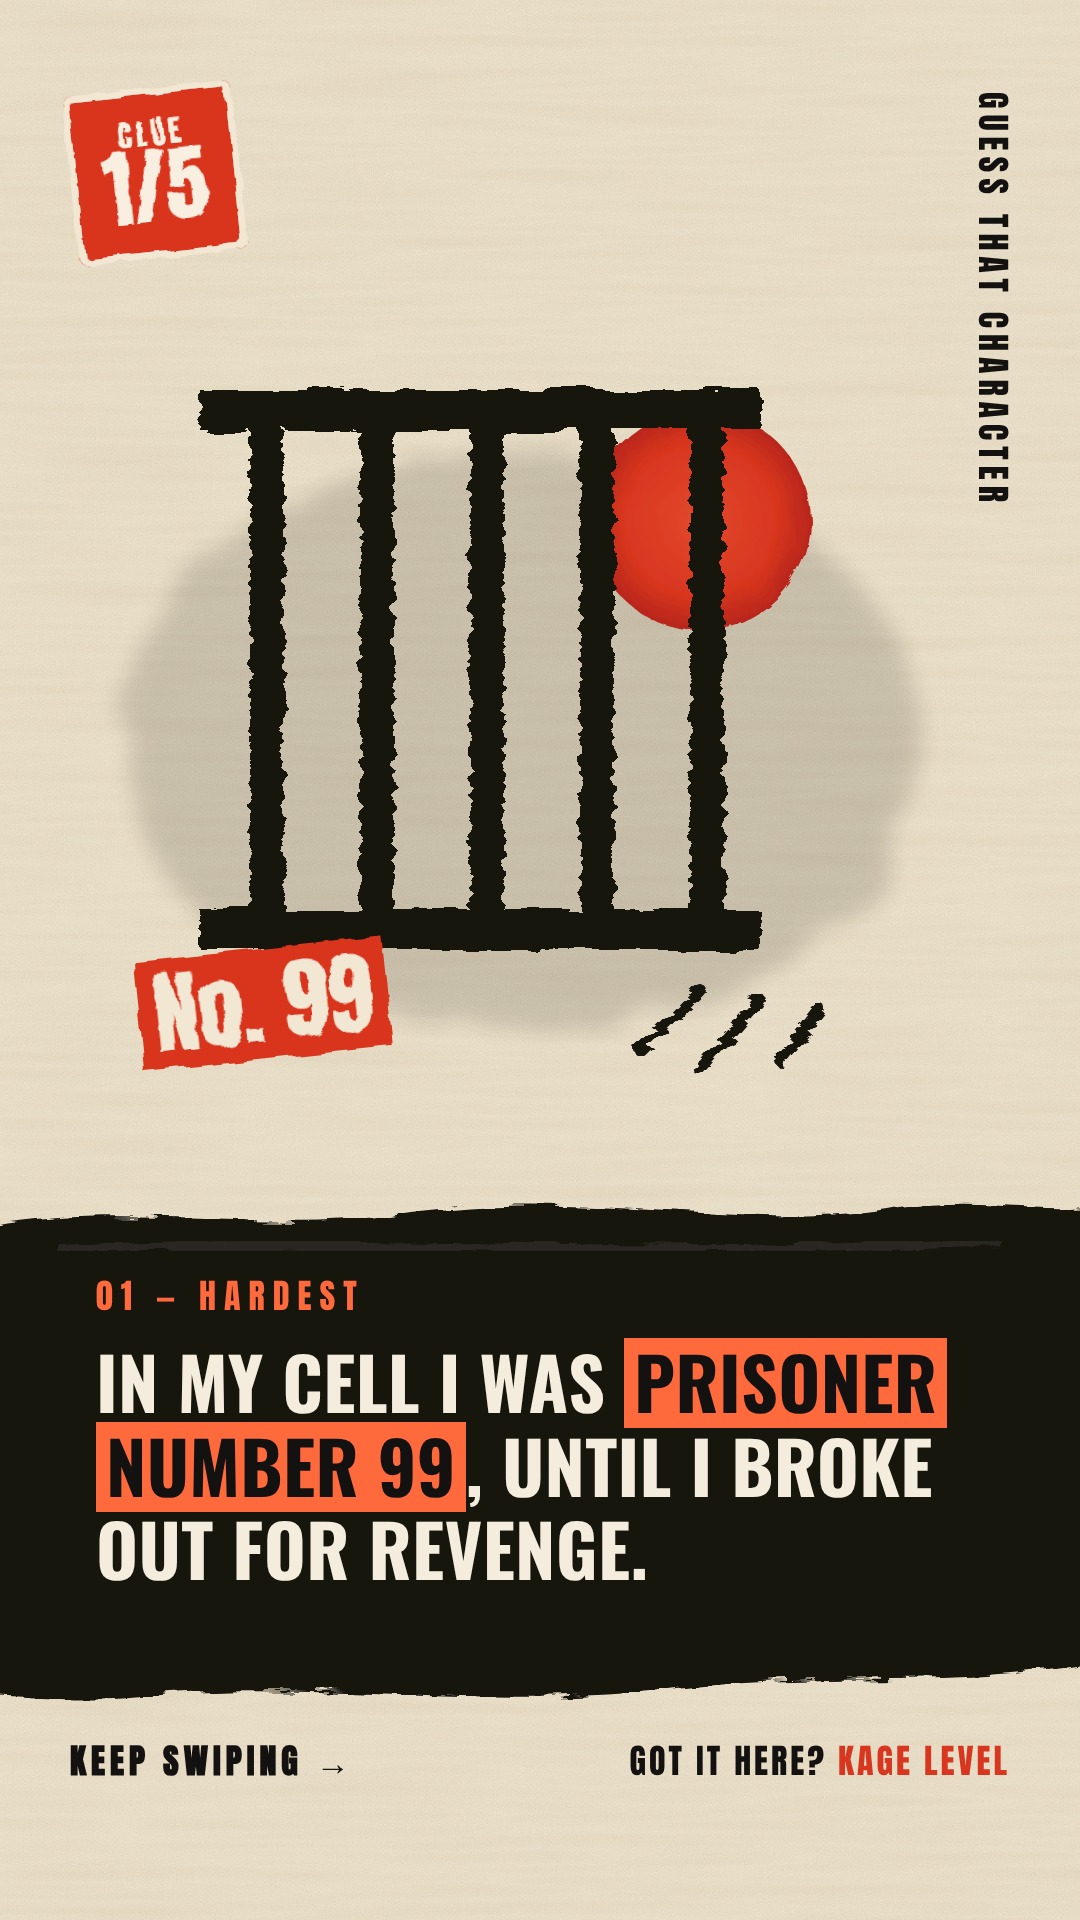 CLUE
1/5
GUESS THAT CHARACTER
No. 99
01 – HARDEST
IN MY CELL I WAS PRISONER
NUMBER 99, UNTIL I BROKE
OUT FOR REVENGE.
KEEP SWIPING →
GOT IT HERE? KAGE LEVEL